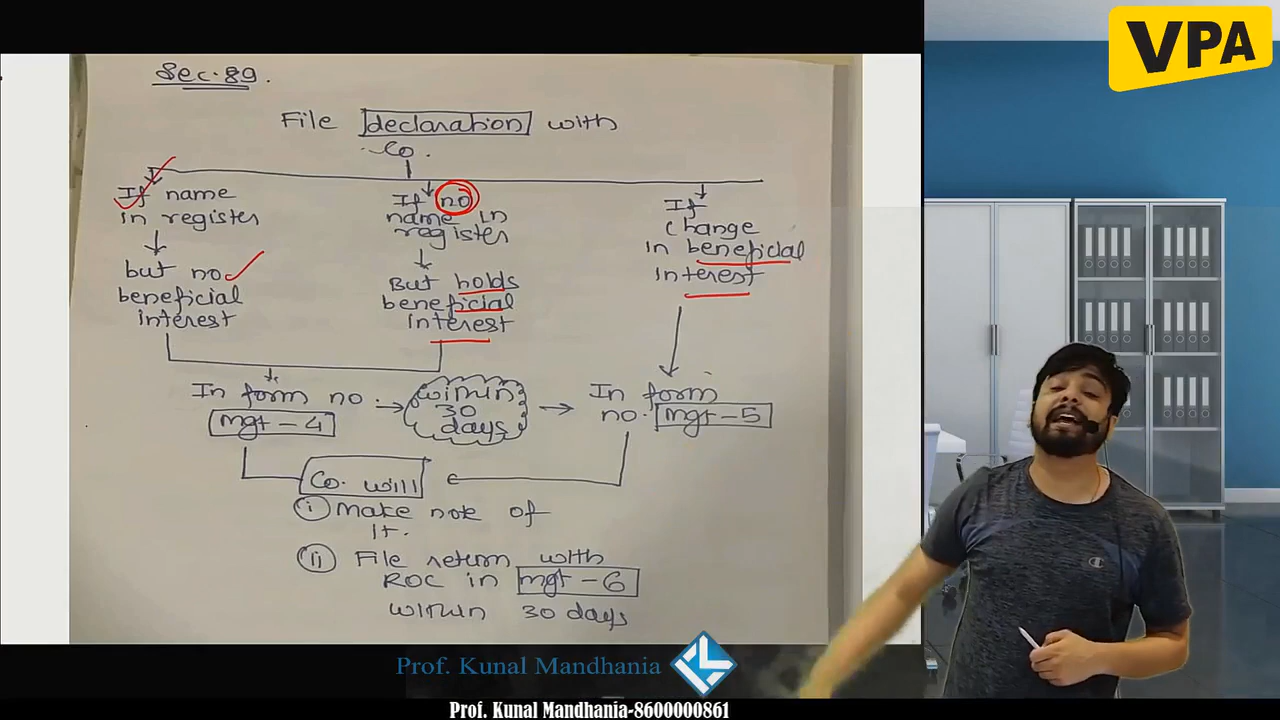 VPA
Sec. 89.
File declaration with
Co.
If name
in register
but no
beneficial
interest
If no
name in
register
But holds
beneficial
interest
If
change
in beneficial
interest
In form no.
mgt - 4
within
30
days
In form
no. mgt - 5
Co. will
(i) make note of
it.
(ii) File return with
ROC in mgt - 6
within 30 days
Prof. Kunal Mandhania
Prof. Kunal Mandhania-8600000861